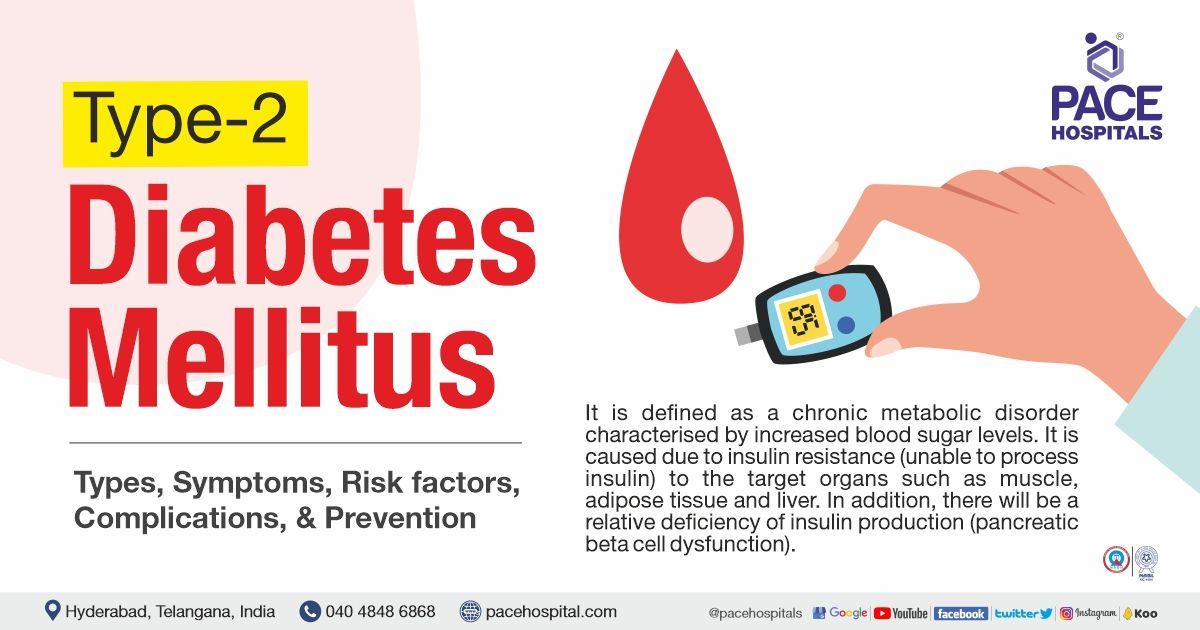 Type-2
Diabetes
Mellitus
Types, Symptoms, Risk factors,
Complications, & Prevention
®
PACE
HOSPITALS
It is defined as a chronic metabolic disorder
characterised by increased blood sugar levels. It is
caused due to insulin resistance (unable to process
insulin) to the target organs such as muscle,
adipose tissue and liver. In addition, there will be a
relative deficiency of insulin production (pancreatic
beta cell dysfunction).
Hyderabad, Telangana, India
040 4848 6868
pacehospital.com
@pacehospitals
Google
YouTube
facebook
twitter
Instagram
Koo